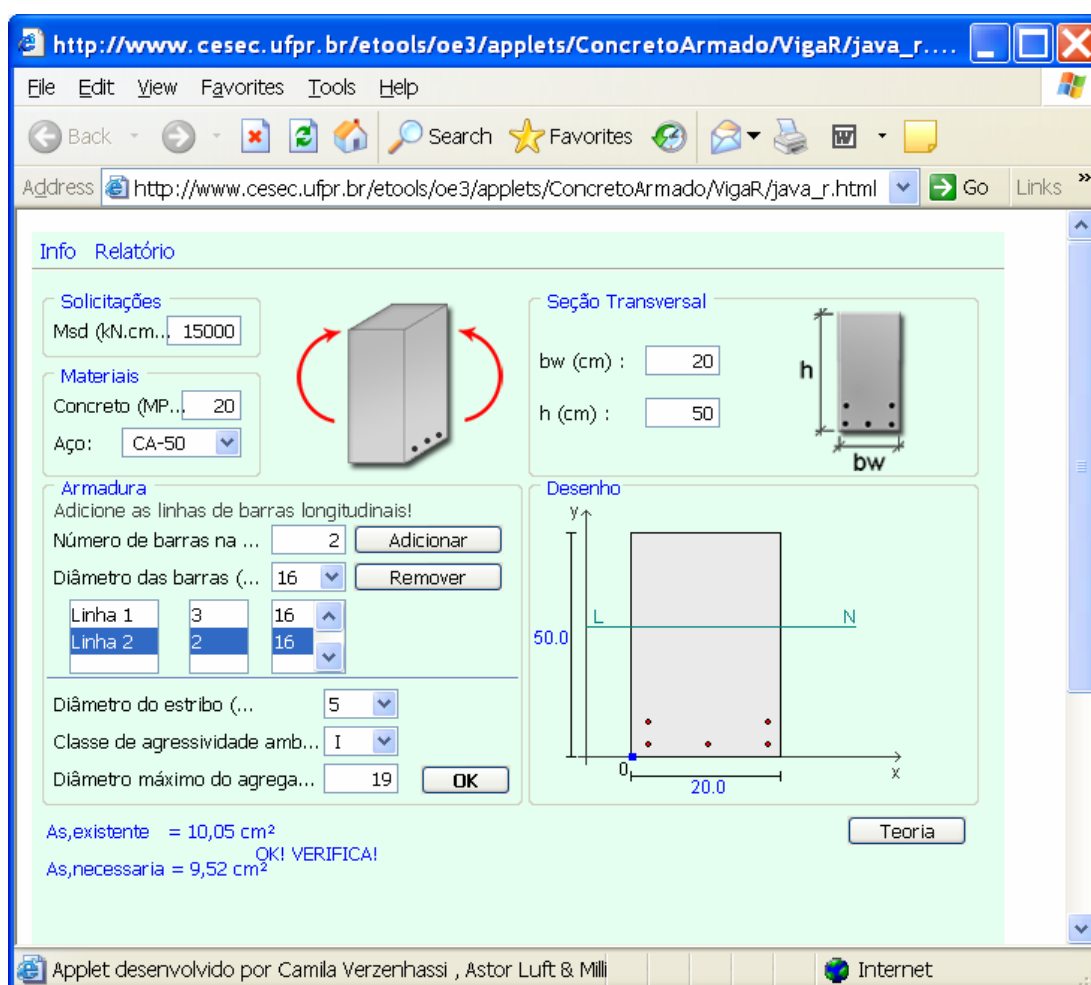 http://www.cesec.ufpr.br/etools/oe3/applets/ConcretoArmado/VigaR/java_r....
File Edit View Favorites Tools Help
Back Search Favorites
Address http://www.cesec.ufpr.br/etools/oe3/applets/ConcretoArmado/VigaR/java_r.html Go Links »
Info Relatório
Solicitações
Msd (kN.cm... 15000
Materiais
Concreto (MP... 20
Aço: CA-50
Seção Transversal
bw (cm) : 20
h (cm) : 50
h
bw
Armadura
Adicione as linhas de barras longitudinais!
Número de barras na ... 2 Adicionar
Diâmetro das barras (... 16 Remover
Linha 1 3 16
Linha 2 2 16
Diâmetro do estribo (... 5
Classe de agressividade amb... I
Diâmetro máximo do agrega... 19 OK
Desenho
y
L N
50.0
0 x
20.0
As,existente = 10,05 cm²
OK! VERIFICA!
As,necessaria = 9,52 cm²
Teoria
Applet desenvolvido por Camila Verzenhassi , Astor Luft & Milli
Internet